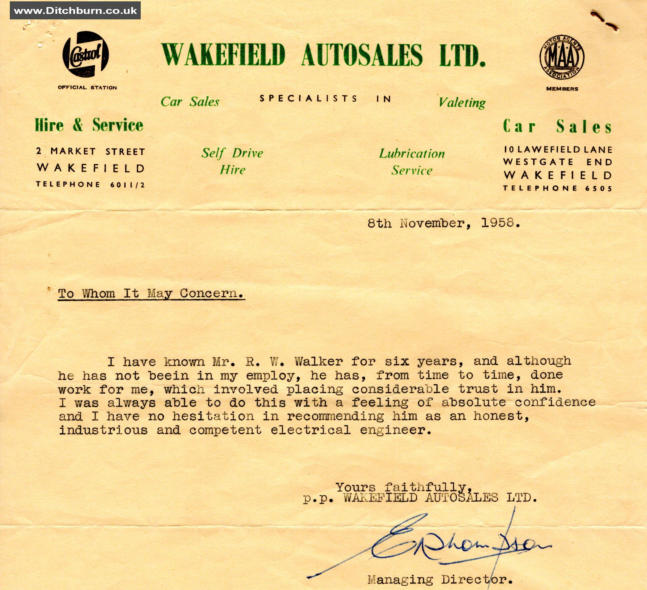 www.Ditchburn.co.uk
Castrol
OFFICIAL STATION
WAKEFIELD AUTOSALES LTD.
MOTOR AGENTS ASSOCIATION
MAA
MEMBERS
Car Sales
SPECIALISTS IN
Valeting
Hire & Service
2 MARKET STREET
WAKEFIELD
TELEPHONE 6011/2
Self Drive
Hire
Lubrication
Service
Car Sales
10 LAWEFIELD LANE
WESTGATE END
WAKEFIELD
TELEPHONE 6505
8th November, 1958.
To Whom It May Concern.
I have known Mr. R. W. Walker for six years, and although
he has not beein in my employ, he has, from time to time, done
work for me, which involved placing considerable trust in him.
I was always able to do this with a feeling of absolute confidence
and I have no hesitation in recommending him as an honest,
industrious and competent electrical engineer.
Yours faithfully,
p.p. WAKEFIELD AUTOSALES LTD.
Managing Director.